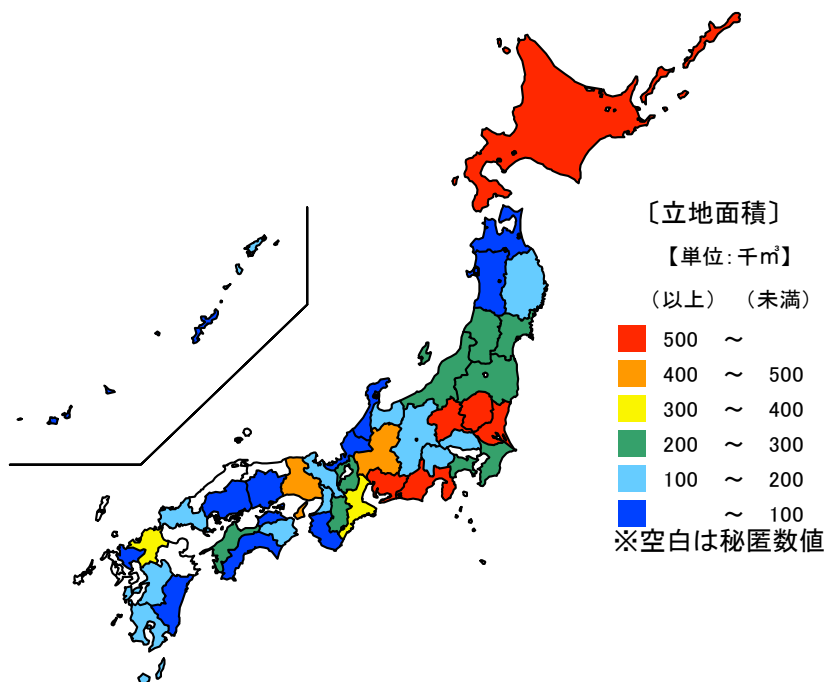 〔立地面積〕
【単位:千㎡】
（以上） （未満）
500 ～
400 ～ 500
300 ～ 400
200 ～ 300
100 ～ 200
～ 100
※空白は秘匿数値